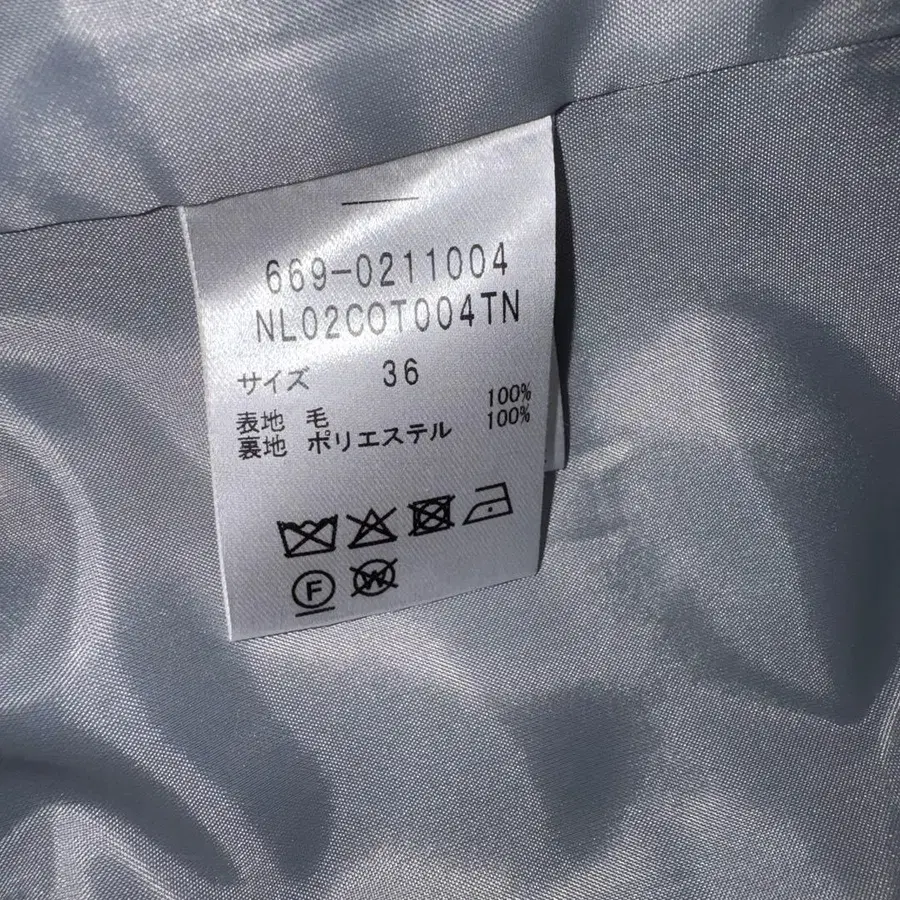 669-0211004
NL02COT004TN
サイズ 36
表地 毛 100%
裏地 ポリエステル 100%
F
W